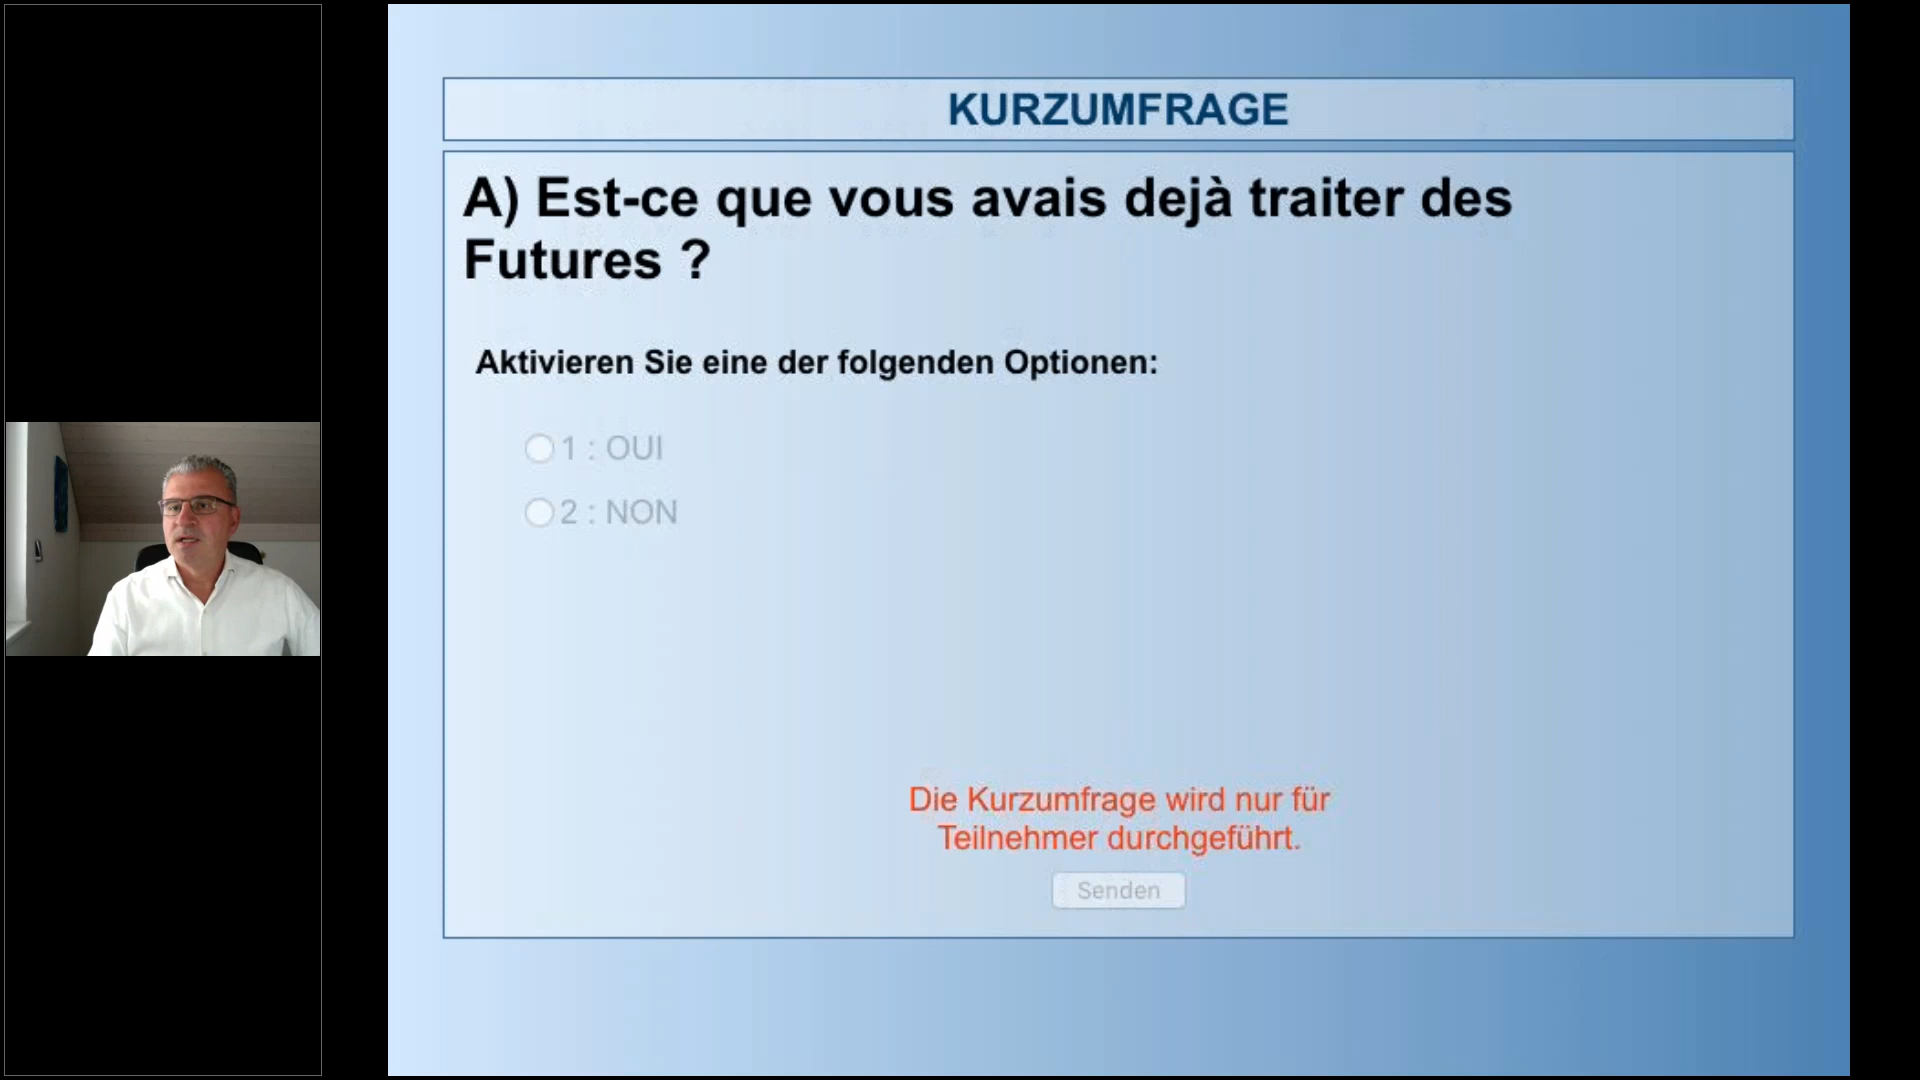 KURZUMFRAGE
A) Est-ce que vous avais dejà traiter des
Futures ?
Aktivieren Sie eine der folgenden Optionen:
1 : OUI
2 : NON
Die Kurzumfrage wird nur für
Teilnehmer durchgeführt.
Senden